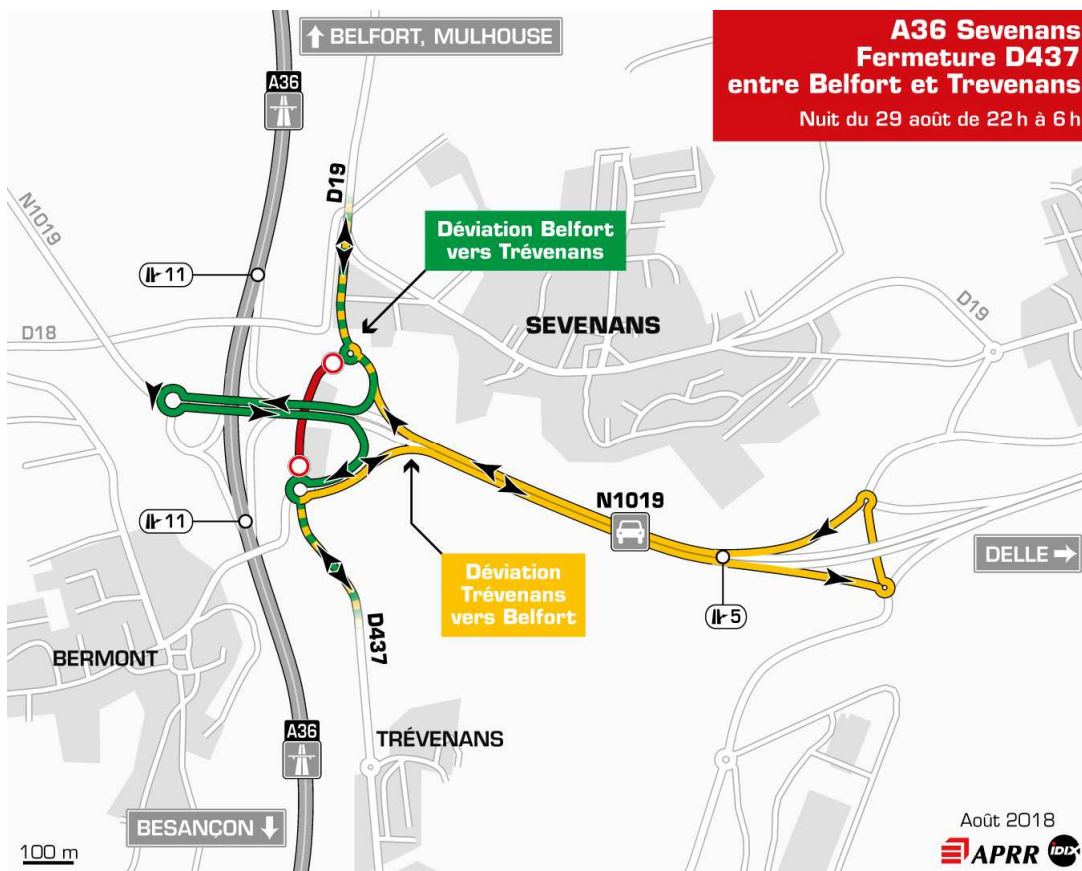 A36 Sevenans
Fermeture D437
entre Belfort et Trevenans
Nuit du 29 août de 22 h à 6 h
BELFORT, MULHOUSE
A36
D19
N1019
Déviation Belfort
vers Trévenans
11
D18
SEVENANS
D19
N1019
11
DELLE
Déviation
Trévenans
vers Belfort
5
D437
BERMONT
A36
TRÉVENANS
BESANÇON
100 m
Août 2018
APRR
iDiX